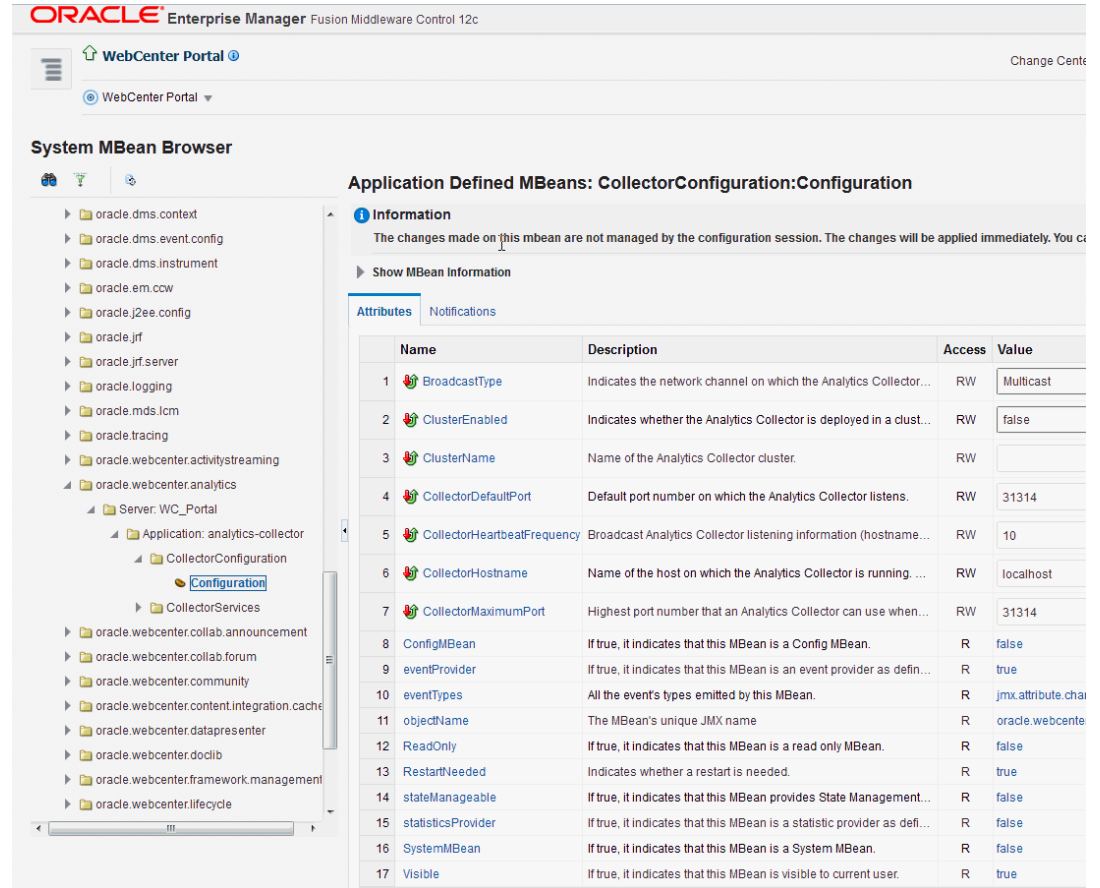 ORACLE Enterprise Manager Fusion Middleware Control 12c
WebCenter Portal
Change Cente
WebCenter Portal
System MBean Browser
oracle.dms.context
oracle.dms.event.config
oracle.dms.instrument
oracle.em.ccw
oracle.j2ee.config
oracle.jrf
oracle.jrf.server
oracle.logging
oracle.mds.lcm
oracle.tracing
oracle.webcenter.activitystreaming
oracle.webcenter.analytics
Server: WC_Portal
Application: analytics-collector
CollectorConfiguration
Configuration
CollectorServices
oracle.webcenter.collab.announcement
oracle.webcenter.collab.forum
oracle.webcenter.community
oracle.webcenter.content.integration.cache
oracle.webcenter.datapresenter
oracle.webcenter.doclib
oracle.webcenter.framework.management
oracle.webcenter.lifecycle
Application Defined MBeans: CollectorConfiguration:Configuration
Information
The changes made on this mbean are not managed by the configuration session. The changes will be applied immediately. You ca
Show MBean Information
Attributes Notifications
Name Description Access Value
1 BroadcastType Indicates the network channel on which the Analytics Collector... RW Multicast
2 ClusterEnabled Indicates whether the Analytics Collector is deployed in a clust... RW false
3 ClusterName Name of the Analytics Collector cluster. RW
4 CollectorDefaultPort Default port number on which the Analytics Collector listens. RW 31314
5 CollectorHeartbeatFrequency Broadcast Analytics Collector listening information (hostname... RW 10
6 CollectorHostname Name of the host on which the Analytics Collector is running. ... RW localhost
7 CollectorMaximumPort Highest port number that an Analytics Collector can use when... RW 31314
8 ConfigMBean If true, it indicates that this MBean is a Config MBean. R false
9 eventProvider If true, it indicates that this MBean is an event provider as defin... R true
10 eventTypes All the event's types emitted by this MBean. R jmx.attribute.char
11 objectName The MBean's unique JMX name R oracle.webcente
12 ReadOnly If true, it indicates that this MBean is a read only MBean. R false
13 RestartNeeded Indicates whether a restart is needed. R true
14 stateManageable If true, it indicates that this MBean provides State Management... R false
15 statisticsProvider If true, it indicates that this MBean is a statistic provider as defi... R false
16 SystemMBean If true, it indicates that this MBean is a System MBean. R false
17 Visible If true, it indicates that this MBean is visible to current user. R true